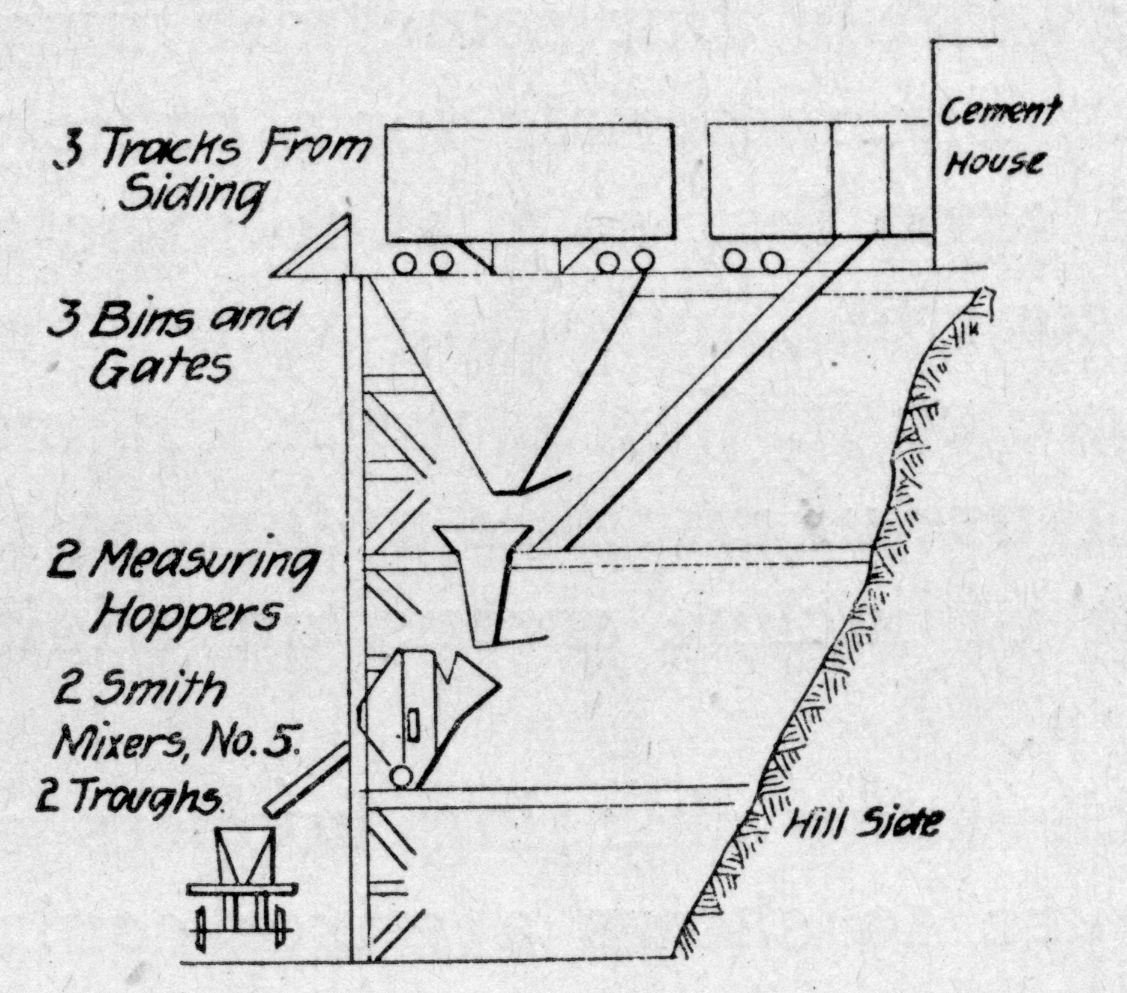 3 Tracks From
Siding
Cement
House
3 Bins and
Gates
2 Measuring
Hoppers
2 Smith
Mixers, No. 5.
2 Troughs.
Hill Side